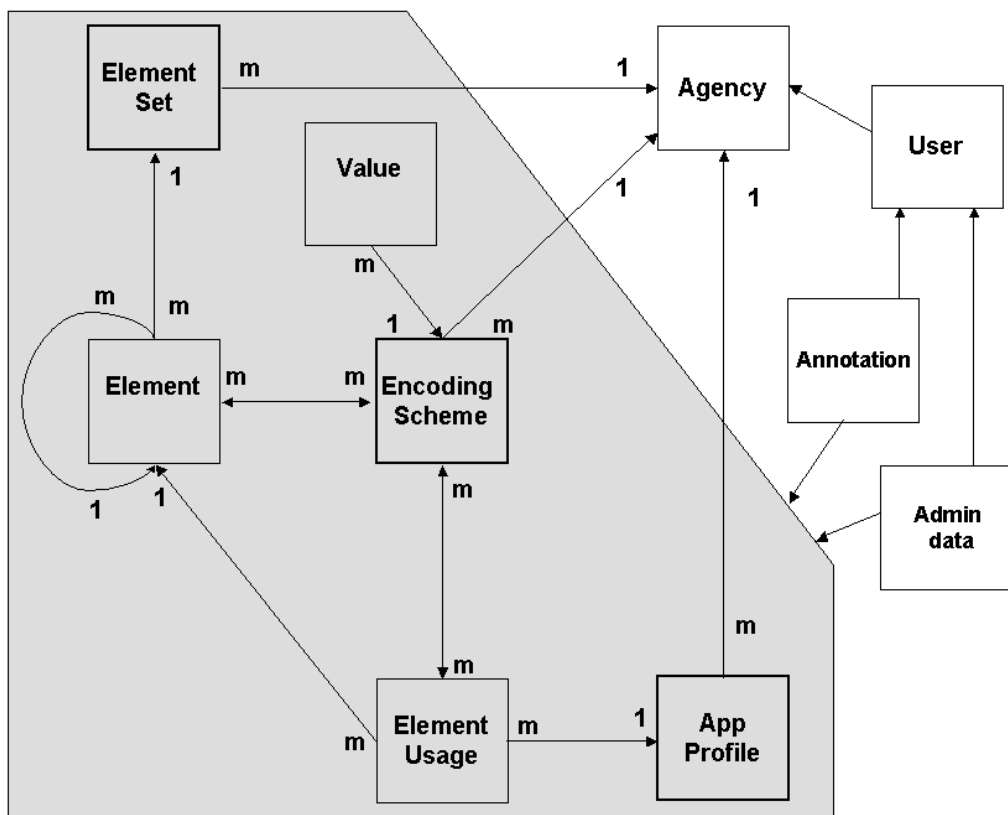 Element
Set
m
1
Agency
User
Value
1
1
1
m
m
m
1
m
Element
m
m
Encoding
Scheme
Annotation
1
1
m
Admin
data
m
m
Element
Usage
m
m
1
App
Profile